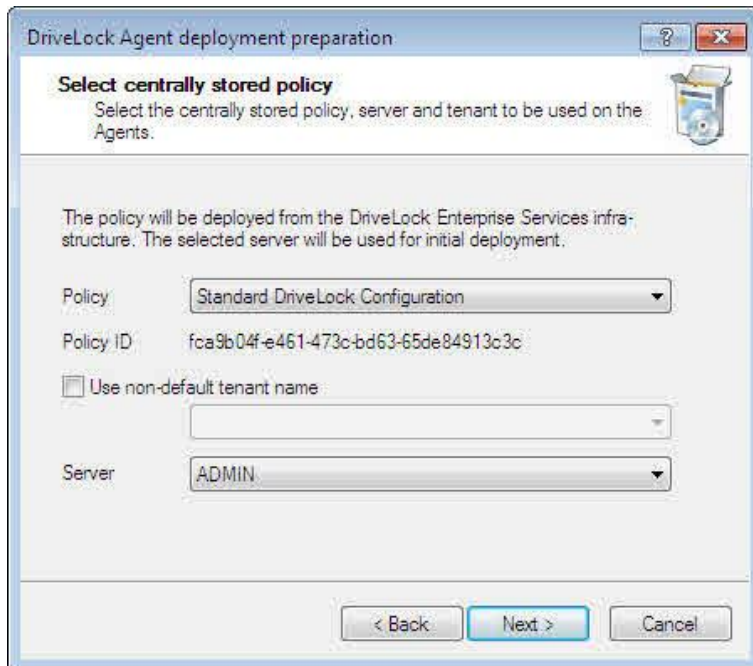 DriveLock Agent deployment preparation
Select centrally stored policy
Select the centrally stored policy, server and tenant to be used on the
Agents.
The policy will be deployed from the DriveLock Enterprise Services infra-
structure. The selected server will be used for initial deployment.
Policy Standard DriveLock Configuration
Policy ID fca9b04f-e461-473c-bd63-65de84913c3c
Use non-default tenant name
Server ADMIN
< Back Next > Cancel